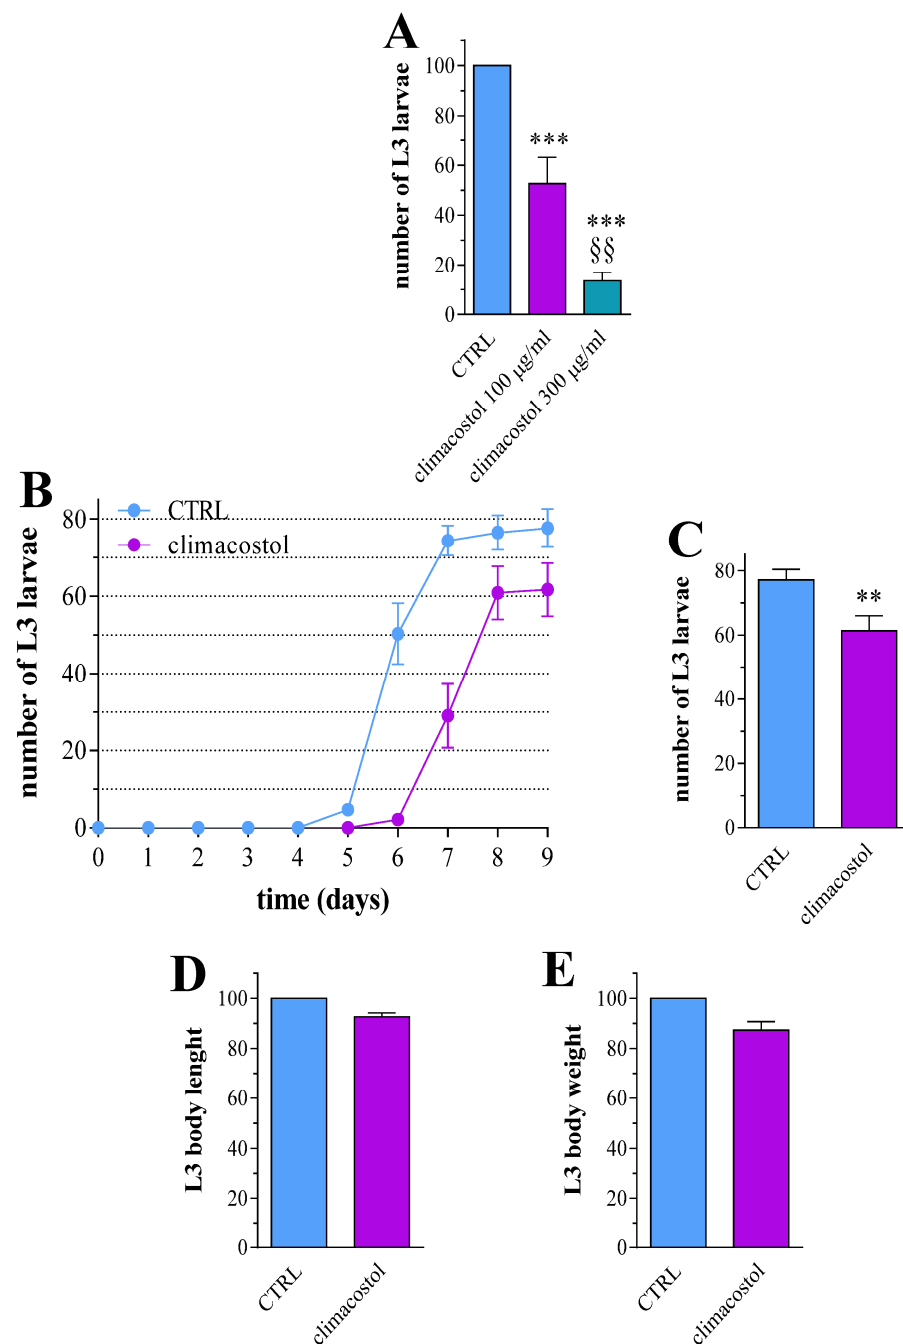 A
number of L3 larvae
100
80
60
40
20
0
***
***
§§
CTRL
climacostol 100 μg/ml
climacostol 300 μg/ml
B
number of L3 larvae
CTRL
climacostol
80
60
40
20
0
0 1 2 3 4 5 6 7 8 9
time (days)
C
number of L3 larvae
80
60
40
20
0
**
CTRL
climacostol
D
L3 body lenght
100
80
60
40
20
0
CTRL
climacostol
E
L3 body weight
100
80
60
40
20
0
CTRL
climacostol